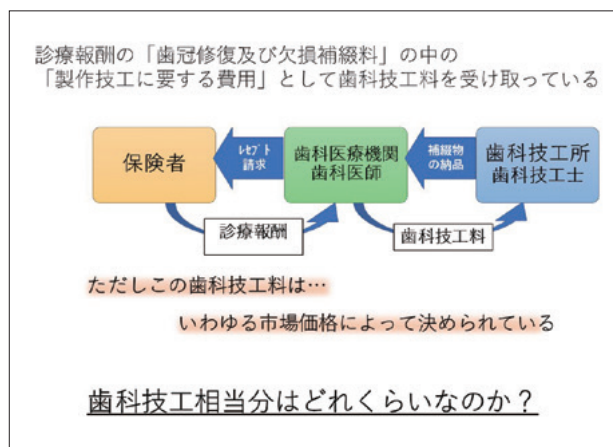 診療報酬の「歯冠修復及び欠損補綴料」の中の
「製作技工に要する費用」として歯科技工料を受け取っている
保険者
レセプト
請求
歯科医療機関
歯科医師
補綴物
の納品
歯科技工所
歯科技工士
診療報酬
歯科技工料
ただしこの歯科技工料は…
いわゆる市場価格によって決められている
歯科技工相当分はどれくらいなのか？